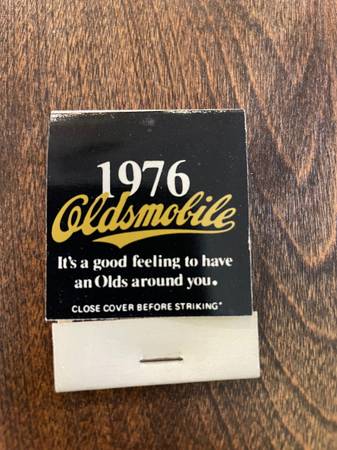 1976
Oldsmobile
It's a good feeling to have
an Olds around you.
CLOSE COVER BEFORE STRIKING*